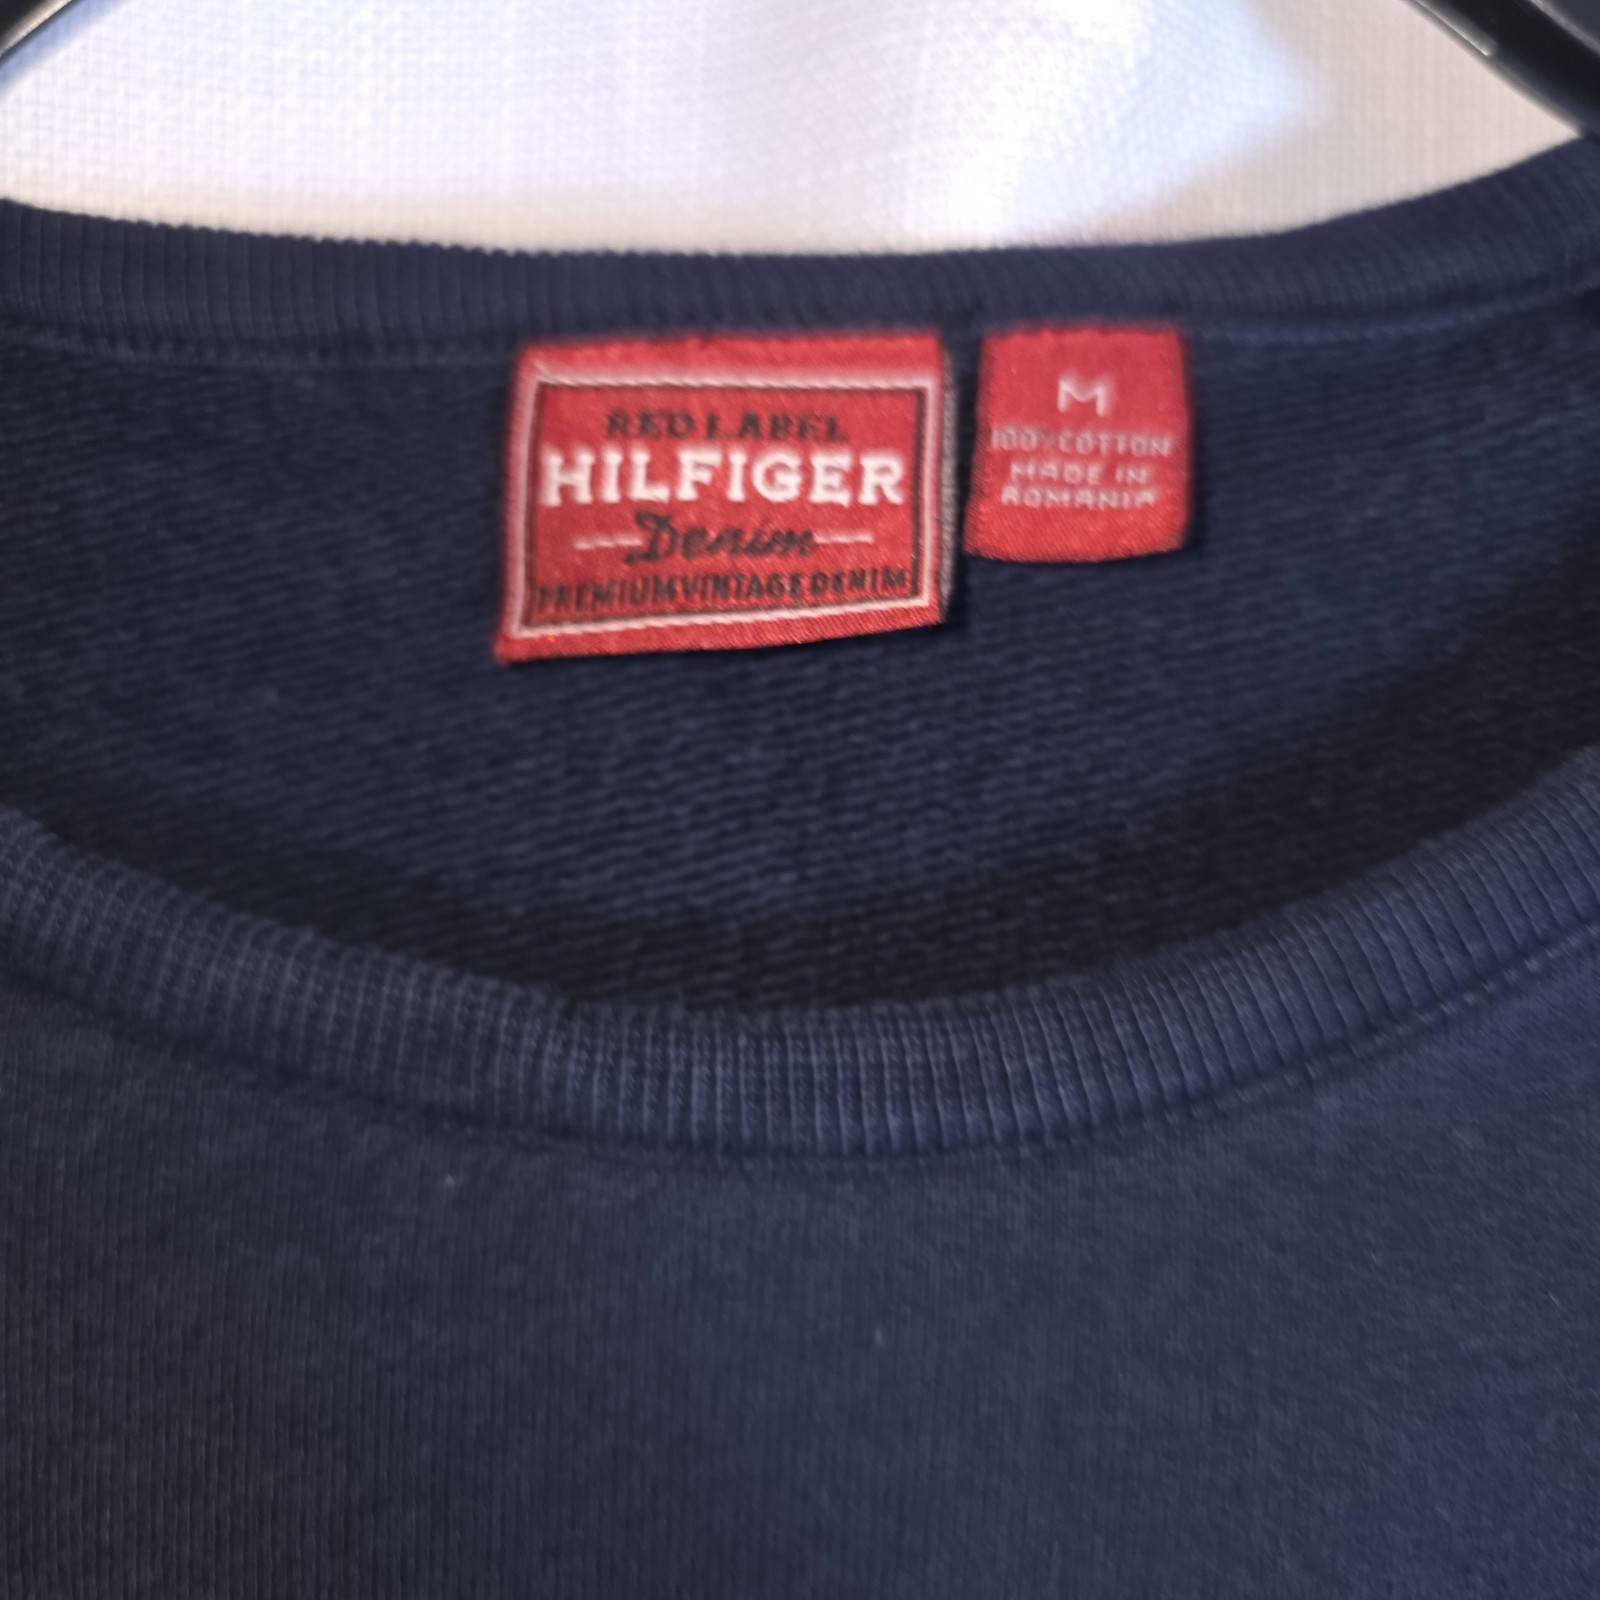 RED LABEL
HILFIGER
Denim
PREMIUM VINTAGE DENIM
M
100% COTTON
MADE IN
ROMANIA